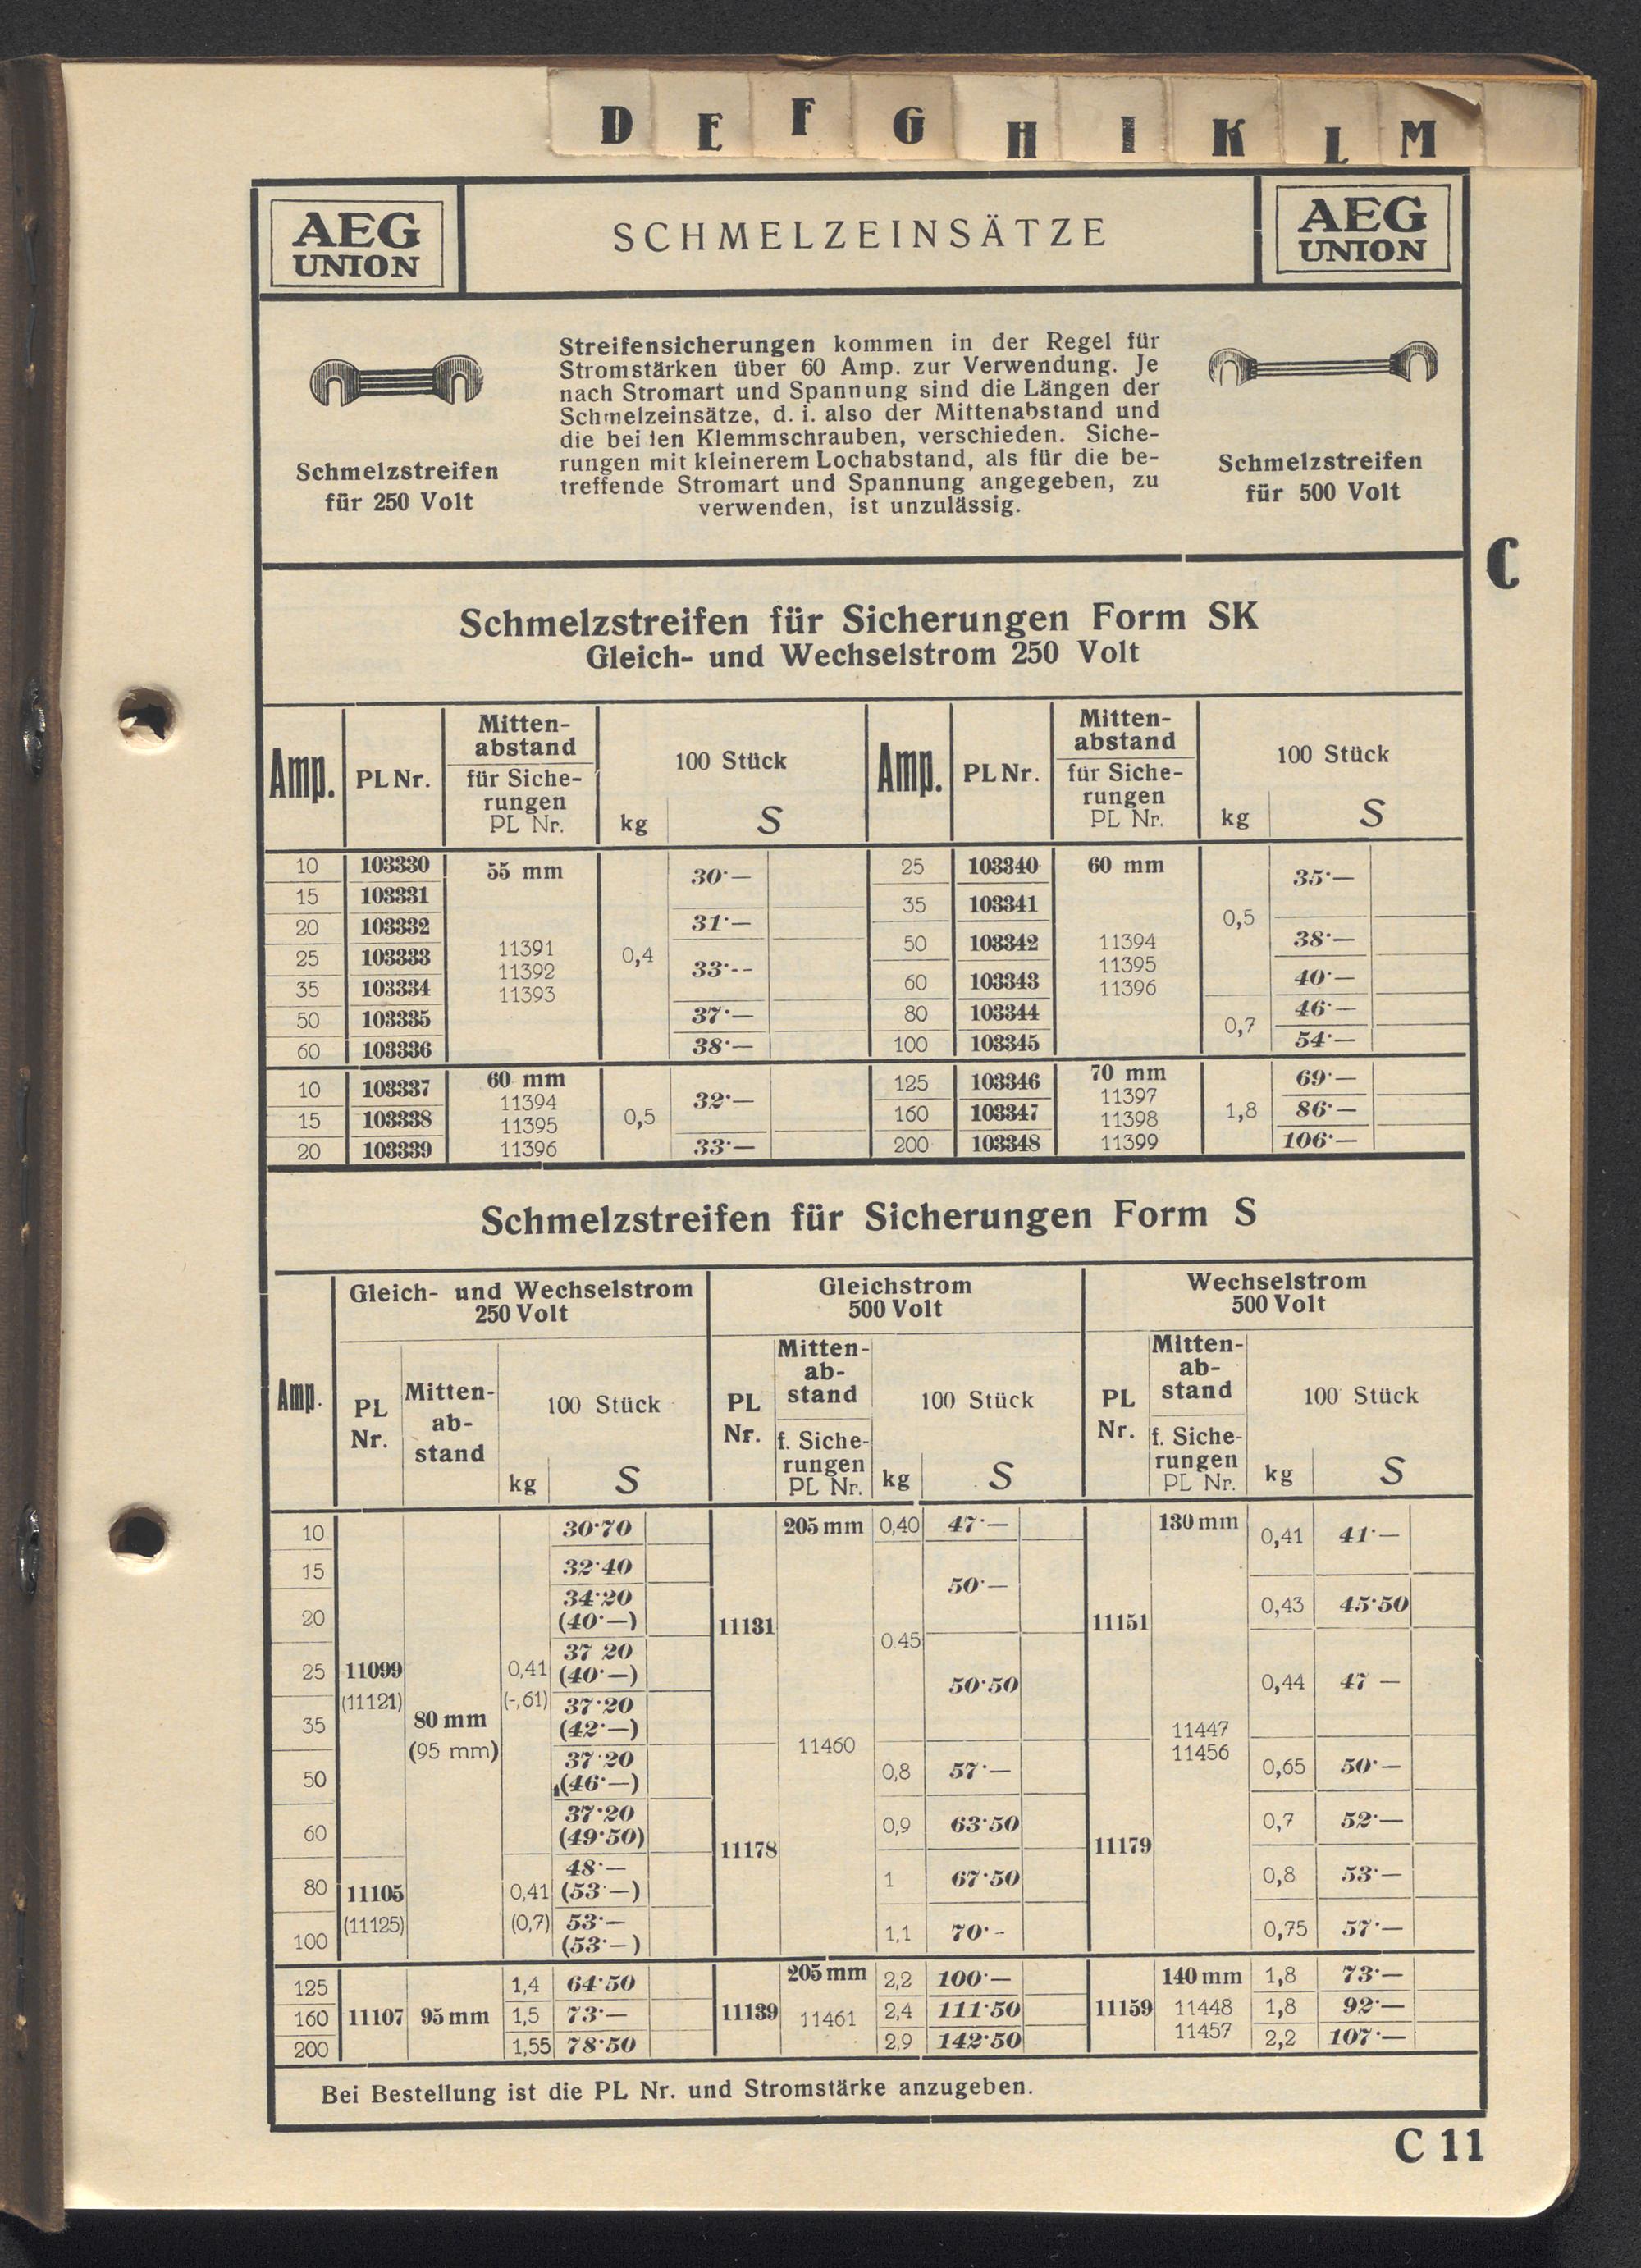 D E F G H I K L M
AEG
UNION
SCHMELZEINSÄTZE
AEG
UNION
Schmelzstreifen
für 250 Volt
Streifensicherungen kommen in der Regel für
Stromstärken über 60 Amp. zur Verwendung. Je
nach Stromart und Spannung sind die Längen der
Schmelzeinsätze, d. i. also der Mittenabstand und
die beiden Klemmschrauben, verschieden. Siche-
rungen mit kleinerem Lochabstand, als für die be-
treffende Stromart und Spannung angegeben, zu
verwenden, ist unzulässig.
Schmelzstreifen
für 500 Volt
C
Schmelzstreifen für Sicherungen Form SK
Gleich- und Wechselstrom 250 Volt
Amp. PL Nr. Mitten-
abstand
für Siche-
rungen
PL Nr.
100 Stück
kg S
Amp. PL Nr. Mitten-
abstand
für Siche-
rungen
PL Nr.
100 Stück
kg S
10 103330 55 mm 30·—
15 103331
20 103332 31·—
25 103333 11391 0,4
11392 33·--
35 103334 11393
50 103335 37·—
60 103336 38·—
10 103337 60 mm 32·—
11394
15 103338 11395 0,5
20 103339 11396 33·—
25 103340 60 mm 35·—
35 103341 0,5
50 103342 11394 38·—
11395
60 103343 11396 40·—
80 103344 46·—
0,7
100 103345 54·—
125 103346 70 mm 69·—
11397
160 103347 11398 1,8 86·—
200 103348 11399 106·—
Schmelzstreifen für Sicherungen Form S
Amp.
Gleich- und Wechselstrom
250 Volt
PL
Nr.
Mitten-
ab-
stand
100 Stück
kg S
Gleichstrom
500 Volt
PL
Nr.
Mitten-
ab-
stand
f. Siche-
rungen
PL Nr.
100 Stück
kg S
Wechselstrom
500 Volt
PL
Nr.
Mitten-
ab-
stand
f. Siche-
rungen
PL Nr.
100 Stück
kg S
10 30·70 205 mm 0,40 47·— 130 mm 0,41 41·—
15 32·40 50·—
20 34·20 0,43 45·50
(40·—) 11131 11151
0.45
25 11099 0,41 37 20
(11121) (-,61) (40·—) 50·50 0,44 47 —
35 80 mm 37·20
(95 mm) (42·—) 11460 11447
11456
50 37·20 0,8 57·— 0,65 50·—
(46·—)
60 37·20 0,9 63·50 0,7 52·—
(49·50) 11178 11179
80 11105 0,41 48·— 1 67·50 0,8 53·—
(53·—)
100 (11125) (0,7) 53·— 1,1 70·- 0,75 57·—
(53·—)
125 1,4 64·50 205 mm 2,2 100·— 140 mm 1,8 73·—
160 11107 95 mm 1,5 73·— 11139 11461 2,4 111·50 11159 11448 1,8 92·—
11457
200 1,55 78·50 2,9 142·50 2,2 107·—
Bei Bestellung ist die PL Nr. und Stromstärke anzugeben.
C 11